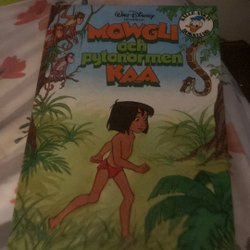 WALT DISNEY
MOWGLI
och
pytonormen
KAA